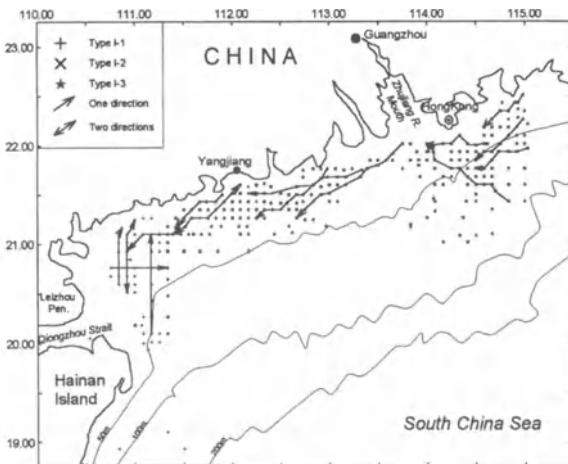 110.00 111.00 112.00 113.00 114.00 115.00
23.00
22.00
21.00
20.00
19.00
Type I-1
Type I-2
Type I-3
One direction
Two directions
CHINA
Guangzhou
Zhujiang R.
Mouth
HongKong
Yangjiang
Leizhou
Pen.
Qiongzhou Strait
Hainan
Island
50m
100m
200m
South China Sea